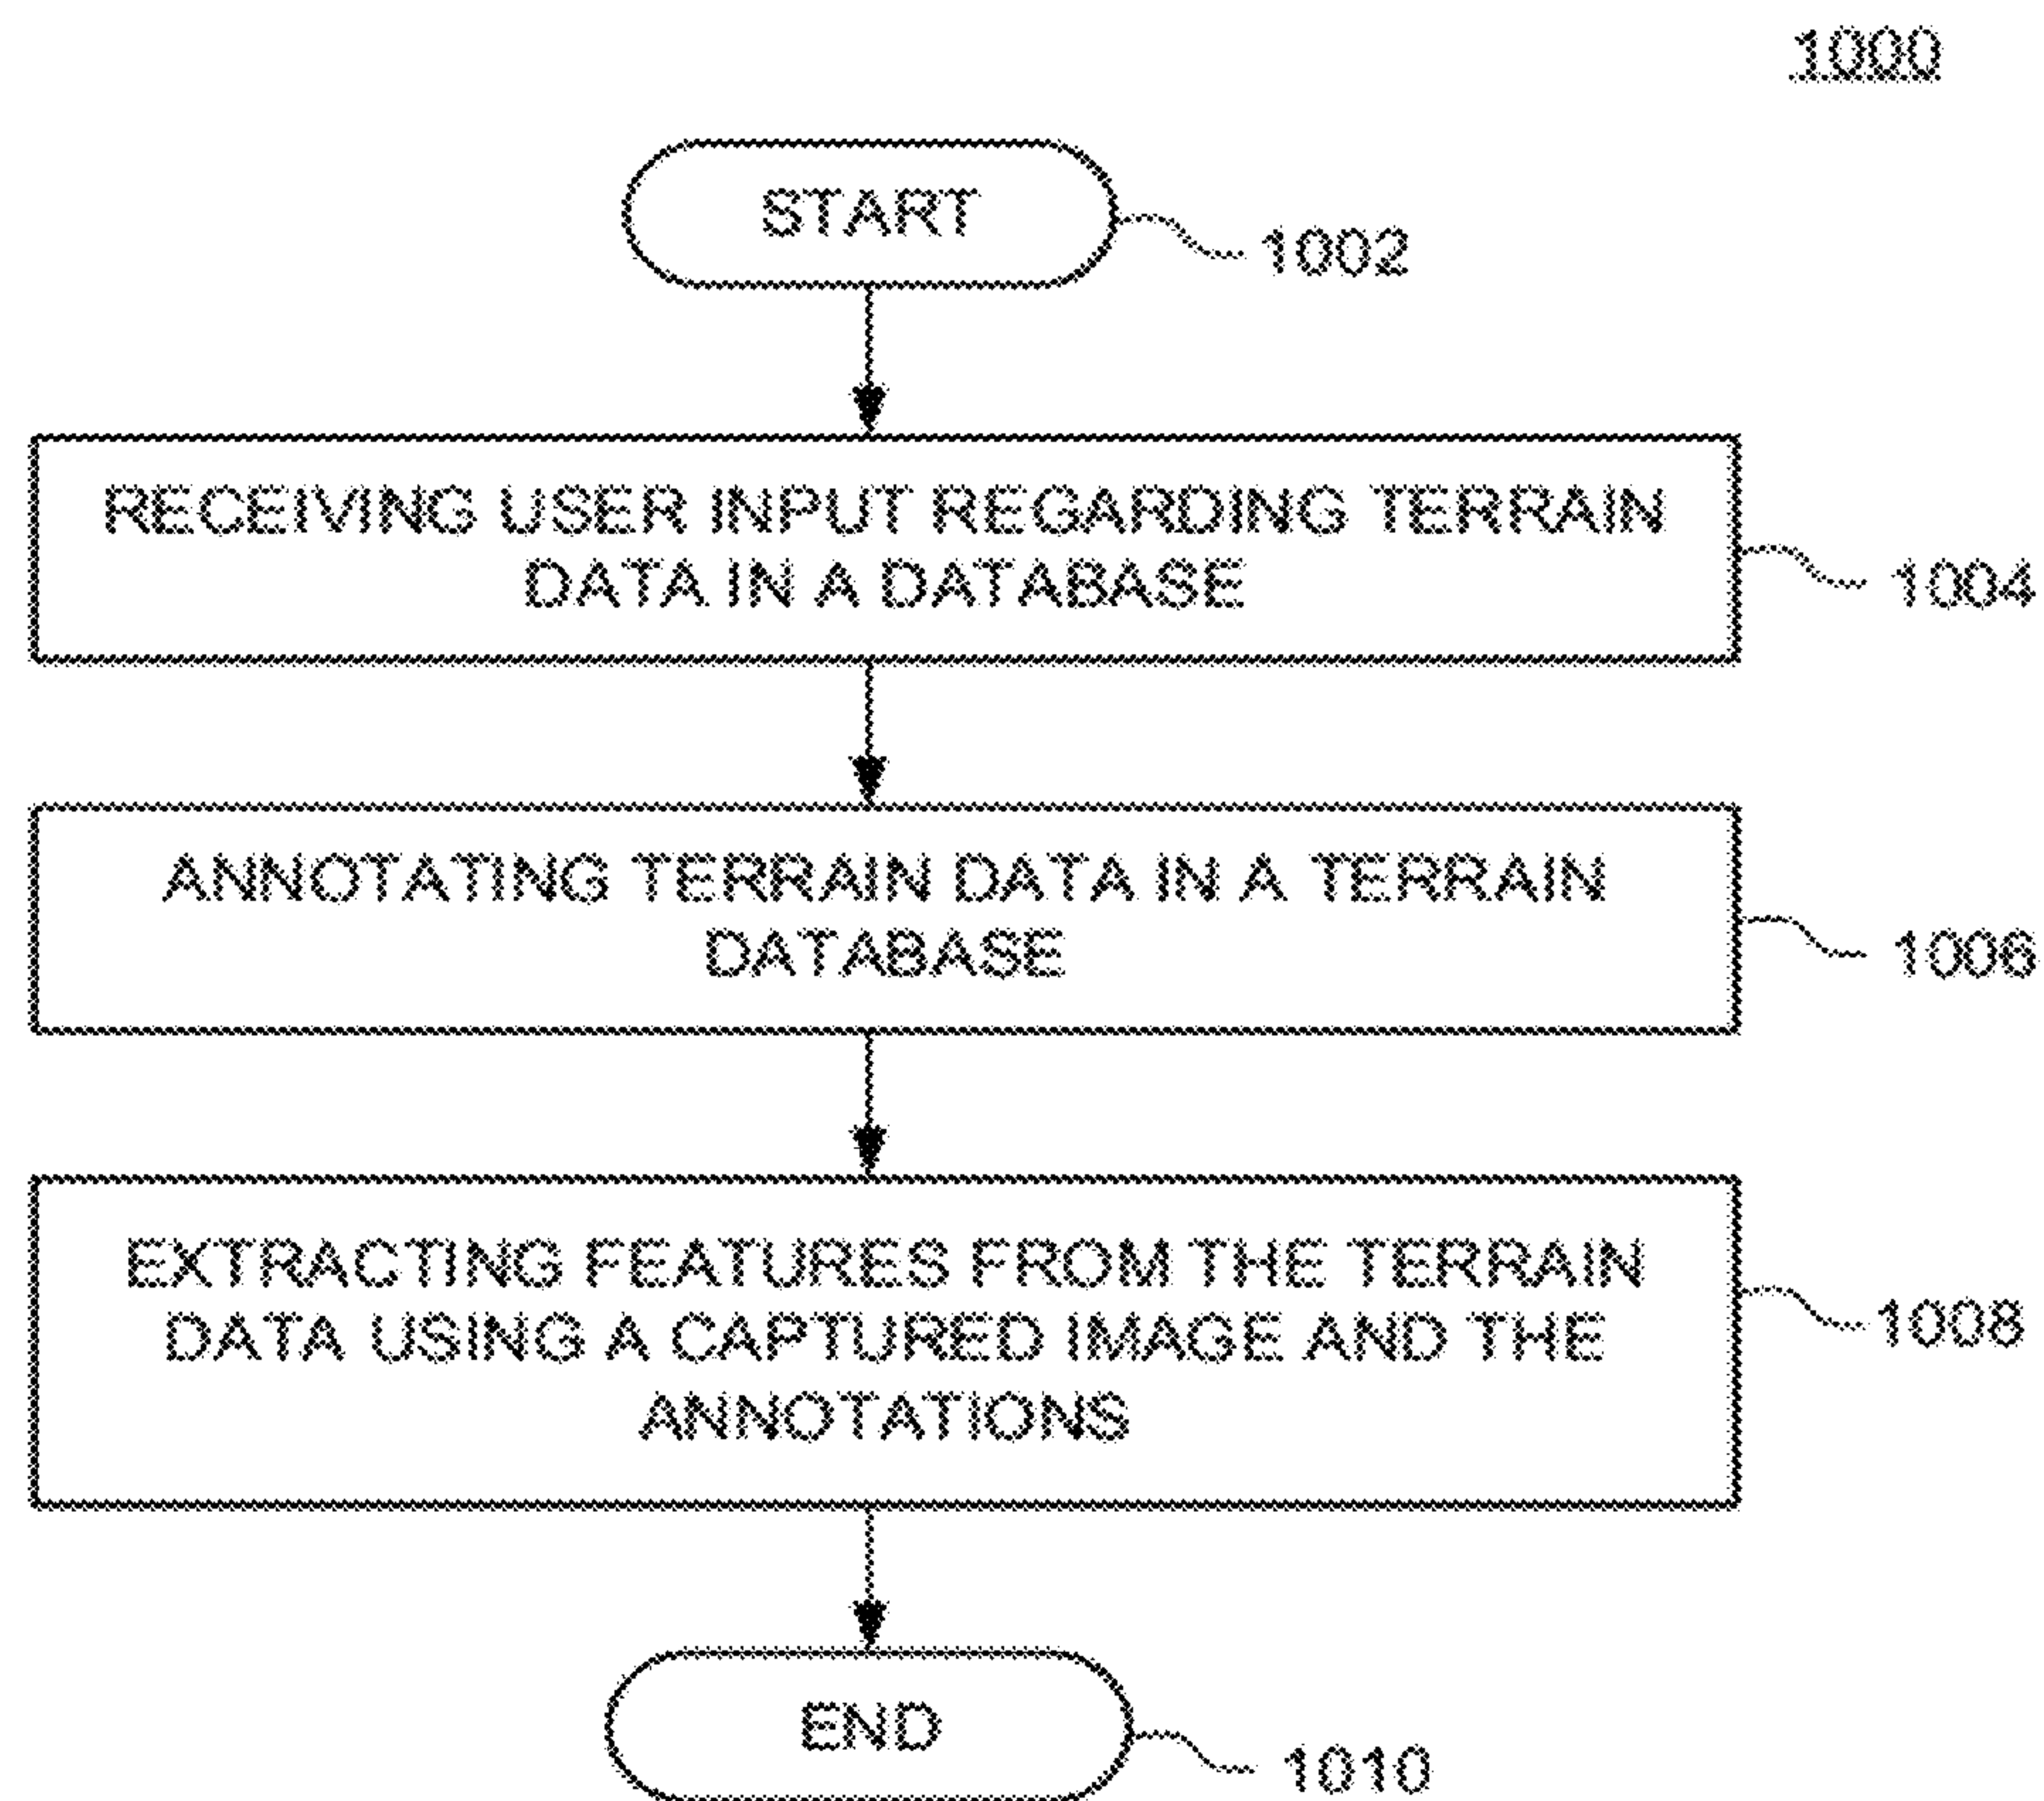 1000
START
1002
RECEIVING USER INPUT REGARDING TERRAIN
DATA IN A DATABASE
1004
ANNOTATING TERRAIN DATA IN A TERRAIN
DATABASE
1006
EXTRACTING FEATURES FROM THE TERRAIN
DATA USING A CAPTURED IMAGE AND THE
ANNOTATIONS
1008
END
1010